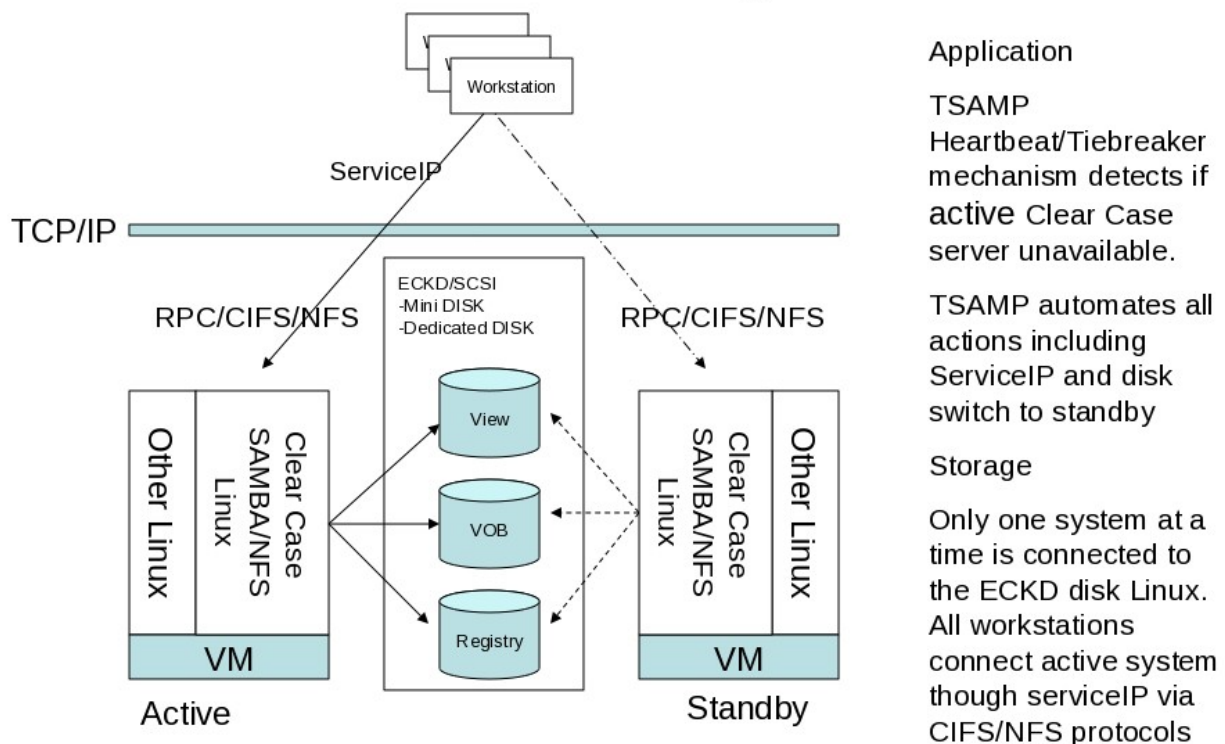 Workstation
ServiceIP
TCP/IP
RPC/CIFS/NFS
ECKD/SCSI
-Mini DISK
-Dedicated DISK
RPC/CIFS/NFS
View
VOB
Registry
Other Linux
Clear Case
SAMBA/NFS
Linux
VM
Active
Clear Case
SAMBA/NFS
Linux
Other Linux
VM
Standby
Application
TSAMP
Heartbeat/Tiebreaker
mechanism detects if
active Clear Case
server unavailable.
TSAMP automates all
actions including
ServiceIP and disk
switch to standby
Storage
Only one system at a
time is connected to
the ECKD disk Linux.
All workstations
connect active system
though serviceIP via
CIFS/NFS protocols